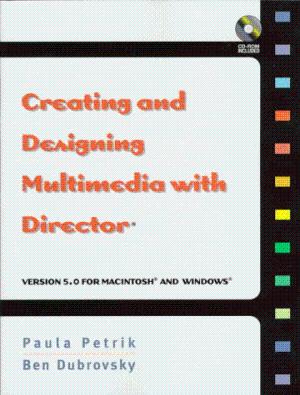 CD-ROM
INCLUDED
Creating and
Designing
Multimedia with
Director™
VERSION 5.0 FOR MACINTOSH® AND WINDOWS®
Paula Petrik
Ben Dubrovsky